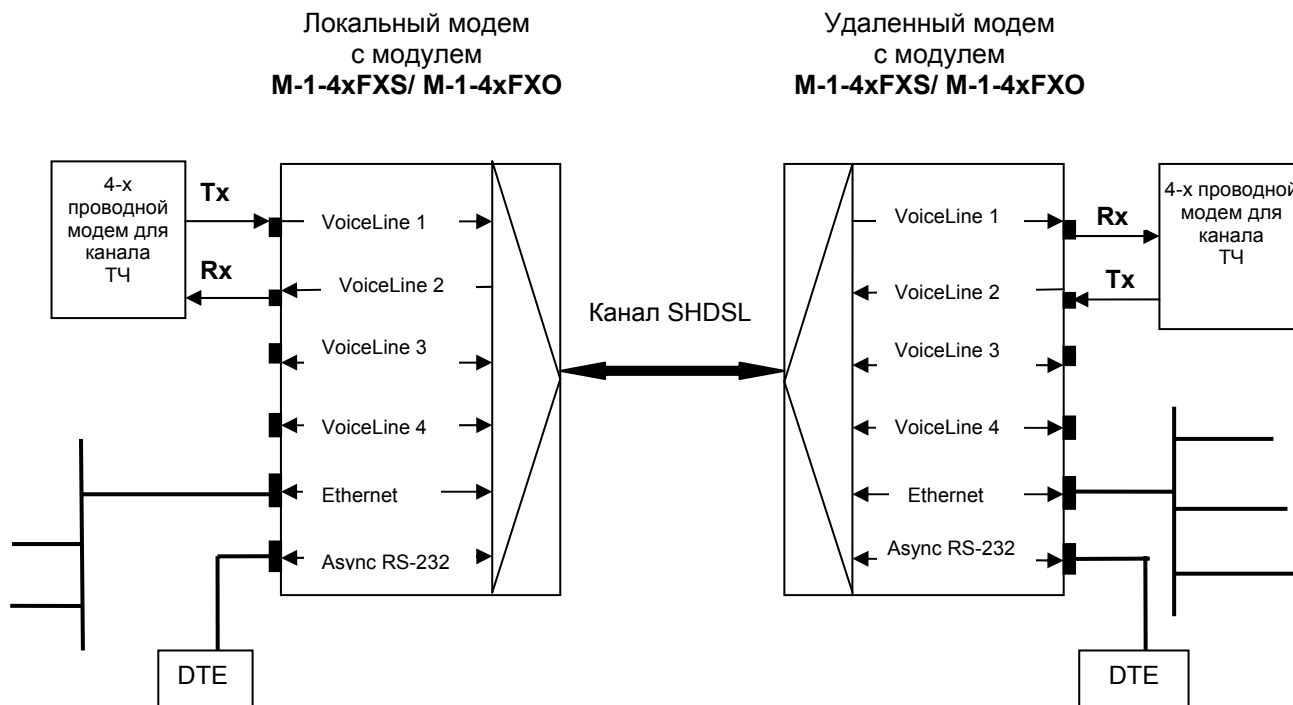 Локальный модем
с модулем
M-1-4xFXS/ M-1-4xFXO
Удаленный модем
с модулем
M-1-4xFXS/ M-1-4xFXO
4-х
проводной
модем для
канала
ТЧ
Tx
Rx
VoiceLine 1
VoiceLine 2
VoiceLine 3
VoiceLine 4
Ethernet
Async RS-232
DTE
Канал SHDSL
VoiceLine 1
VoiceLine 2
VoiceLine 3
VoiceLine 4
Ethernet
Async RS-232
Rx
Tx
4-х проводной
модем для
канала
ТЧ
DTE